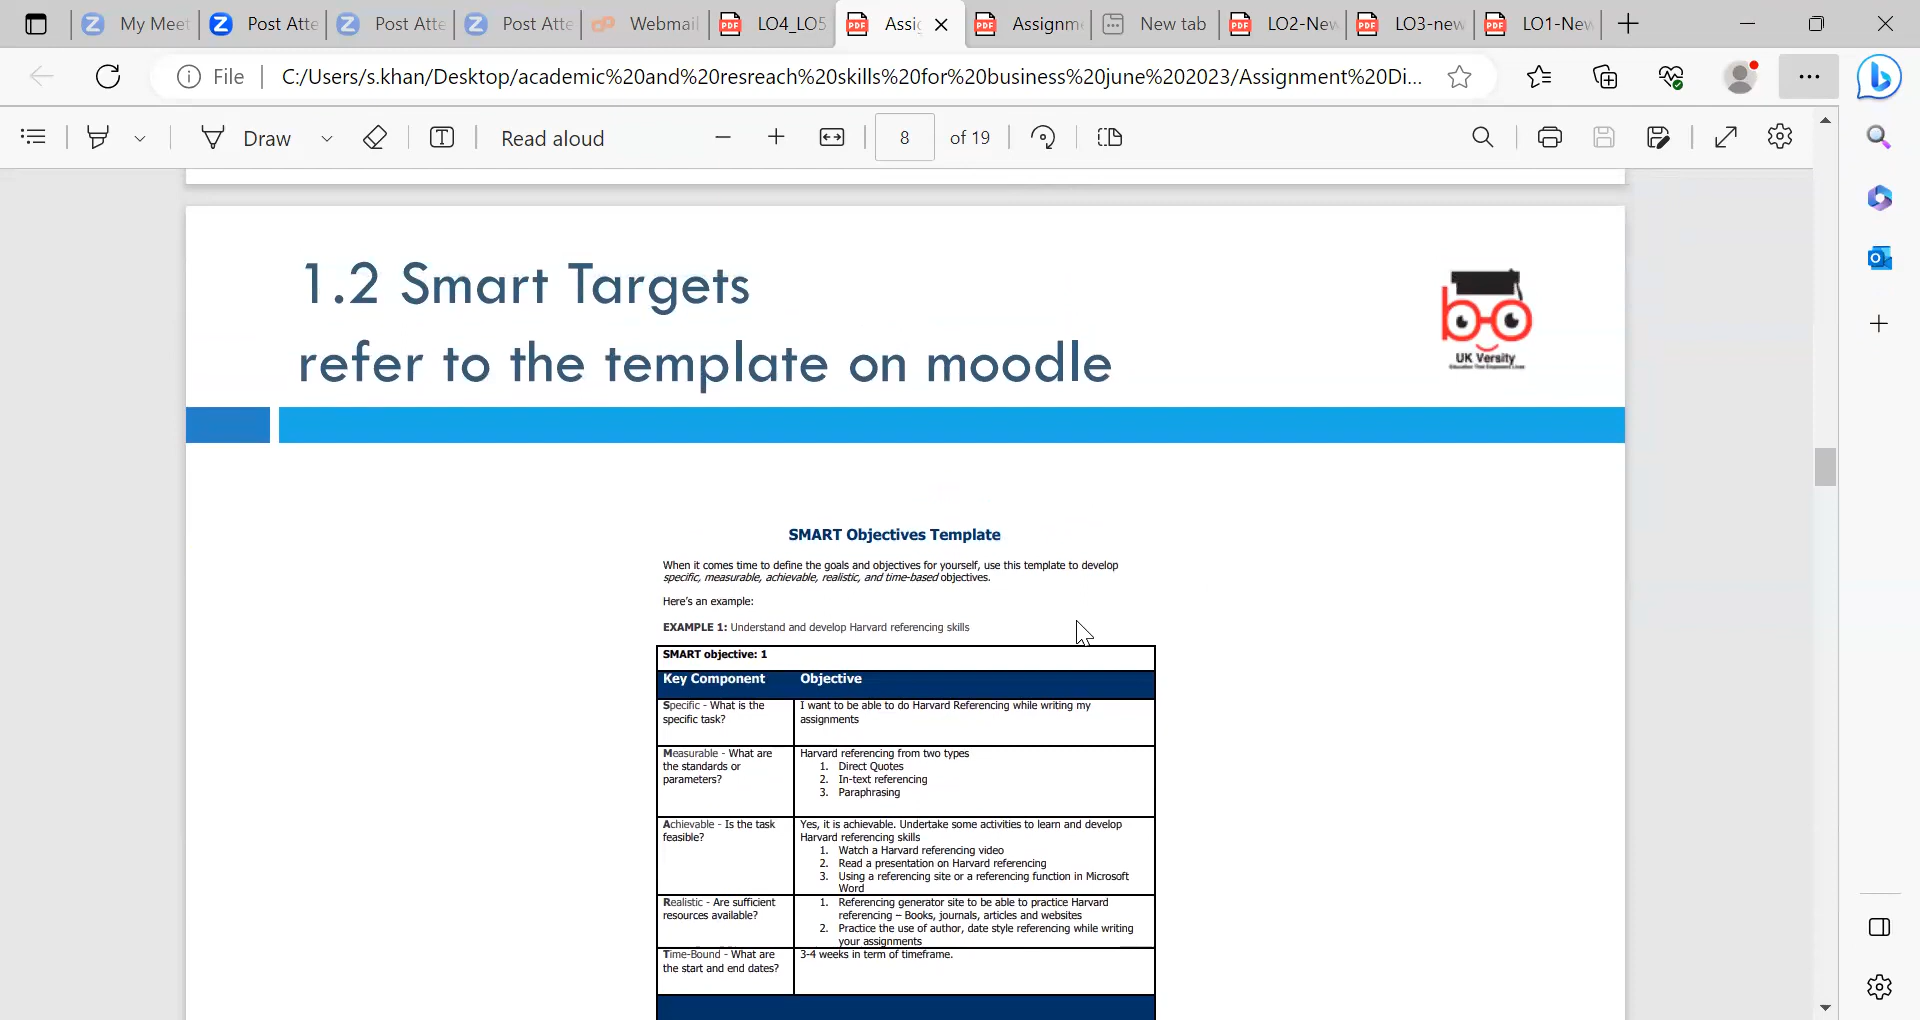 My Meet
Post Atte
Post Atte
Post Atte
Webmail
LO4_LO5
Assig
Assignme
New tab
LO2-New
LO3-new
LO1-New
File
C:/Users/s.khan/Desktop/academic%20and%20resreach%20skills%20for%20business%20june%202023/Assignment%20Di...
Draw
Read aloud
8 of 19
1.2 Smart Targets
refer to the template on moodle
UK Versity
Education That Empowers Lives
SMART Objectives Template
When it comes time to define the goals and objectives for yourself, use this template to develop
specific, measurable, achievable, realistic, and time-based objectives.
Here's an example:
EXAMPLE 1: Understand and develop Harvard referencing skills
SMART objective: 1
Key Component Objective
Specific - What is the
specific task?
I want to be able to do Harvard Referencing while writing my
assignments
Measurable - What are
the standards or
parameters?
Harvard referencing from two types
1. Direct Quotes
2. In-text referencing
3. Paraphrasing
Achievable - Is the task
feasible?
Yes, it is achievable. Undertake some activities to learn and develop
Harvard referencing skills
1. Watch a Harvard referencing video
2. Read a presentation on Harvard referencing
3. Using a referencing site or a referencing function in Microsoft
Word
Realistic - Are sufficient
resources available?
1. Referencing generator site to be able to practice Harvard
referencing – Books, journals, articles and websites
2. Practice the use of author, date style referencing while writing
your assignments
Time-Bound - What are
the start and end dates?
3-4 weeks in term of timeframe.